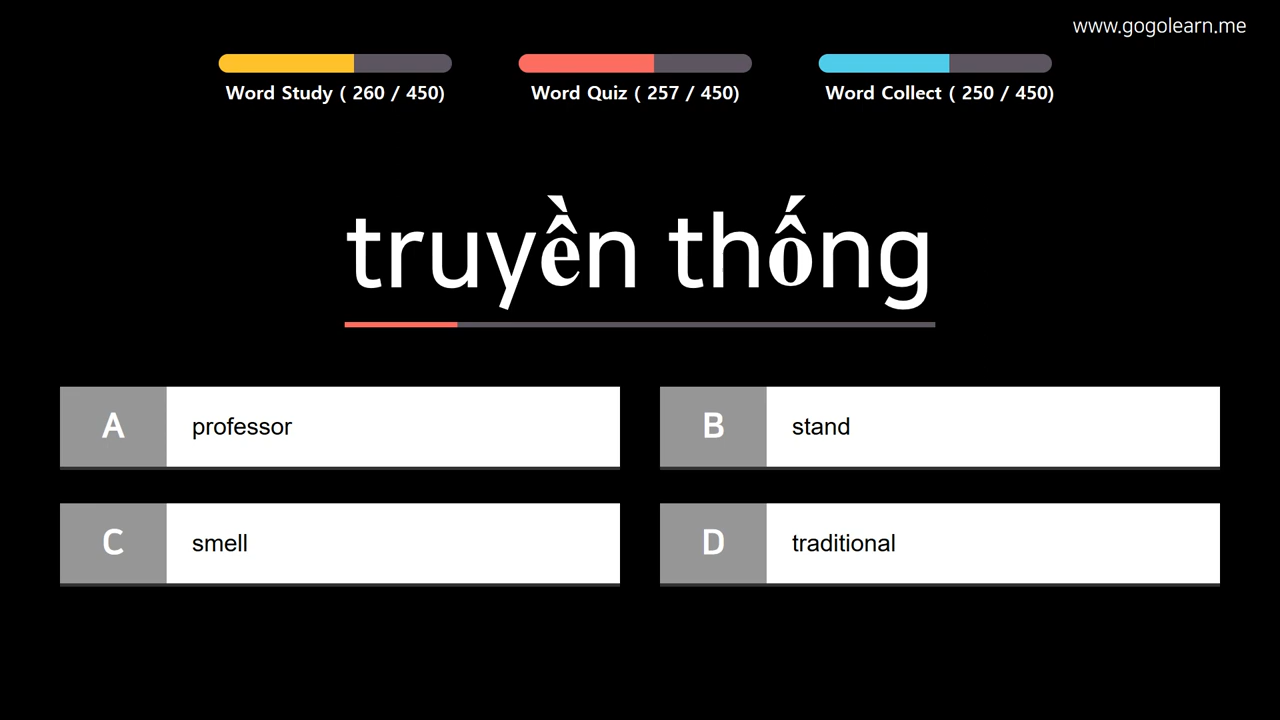 www.gogolearn.me
Word Study ( 260 / 450)
Word Quiz ( 257 / 450)
Word Collect ( 250 / 450)
truyền thống
A professor
B stand
C smell
D traditional